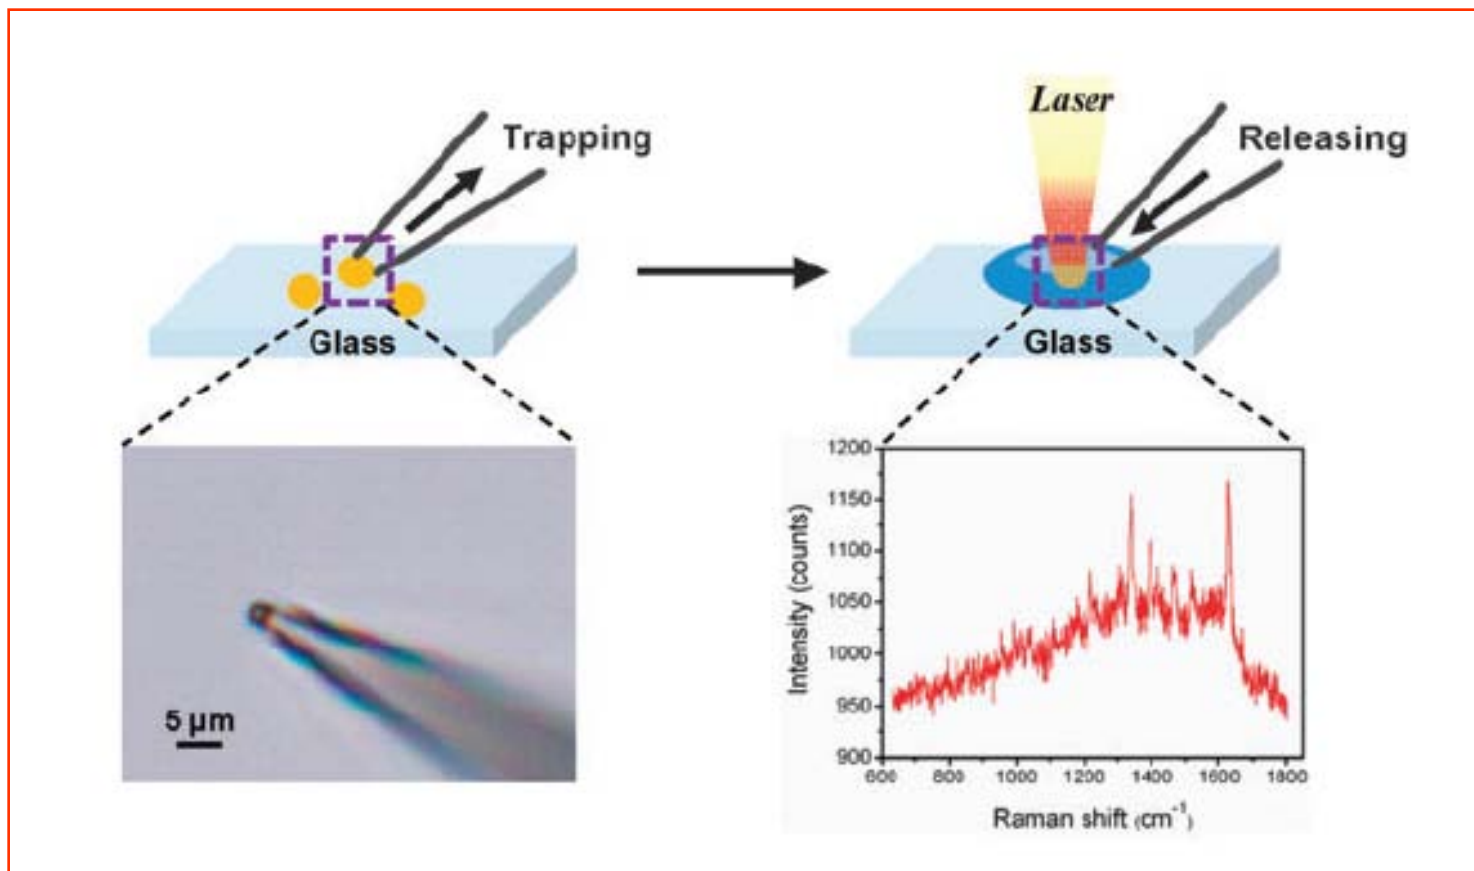 Trapping
Glass
5 µm
Laser
Releasing
Glass
1200
1150
1100
1050
1000
950
900
Intensity (counts)
600 800 1000 1200 1400 1600 1800
Raman shift (cm⁻¹)